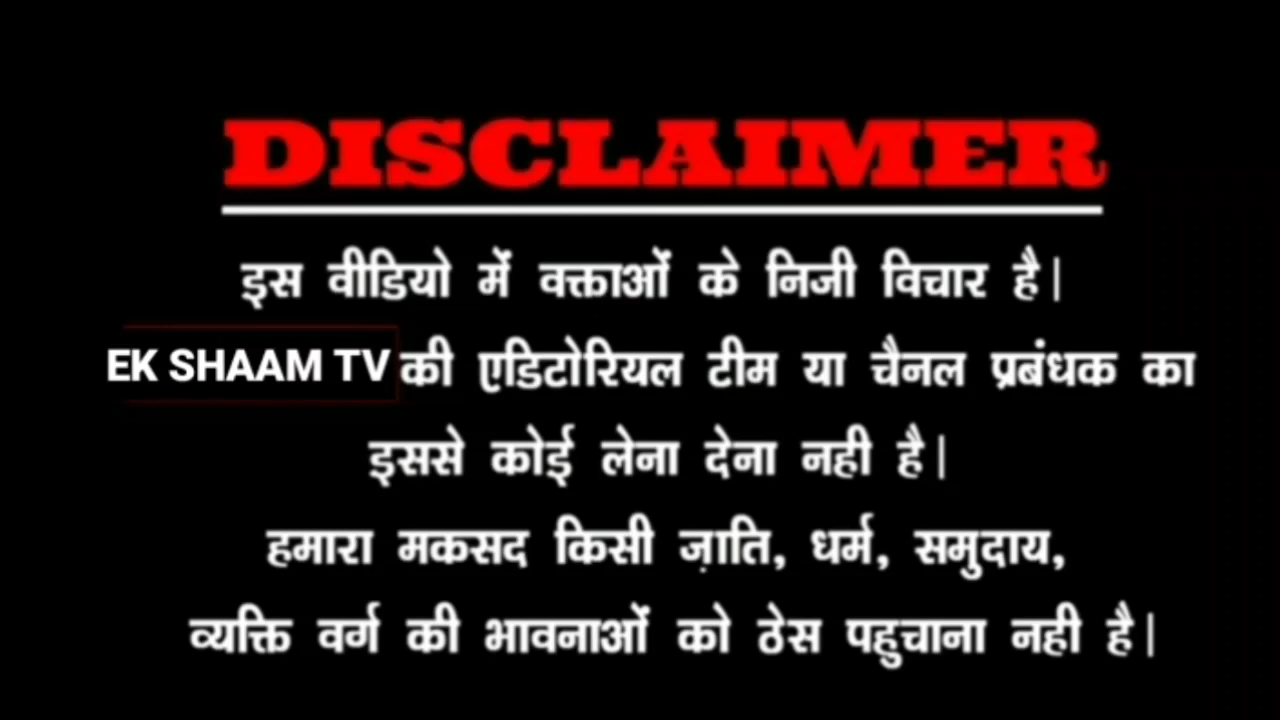 DISCLAIMER
इस वीडियो में वक्ताओं के निजी विचार है|
EK SHAAM TV की एडिटोरियल टीम या चैनल प्रबंधक का
इससे कोई लेना देना नही है|
हमारा मकसद किसी ज़ाति, धर्म, समुदाय,
व्यक्ति वर्ग की भावनाओं को ठेस पहुचाना नही है|